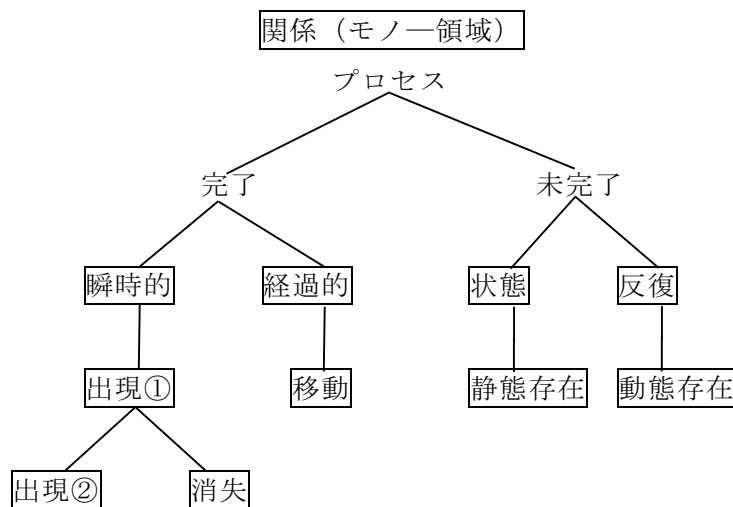 関係（モノ―領域）
プロセス
完了 未完了
瞬時的 経過的 状態 反復
出現① 移動 静態存在 動態存在
出現② 消失